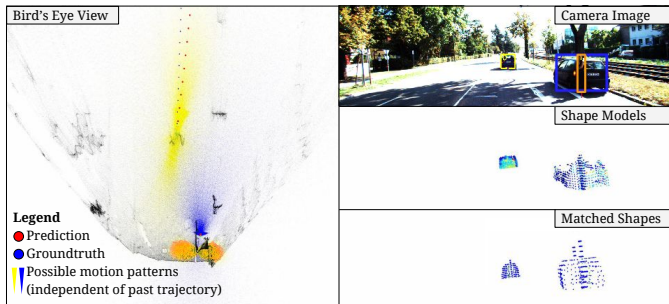 Bird's Eye View
Camera Image
Shape Models
Matched Shapes
Legend
Prediction
Groundtruth
Possible motion patterns
(independent of past trajectory)